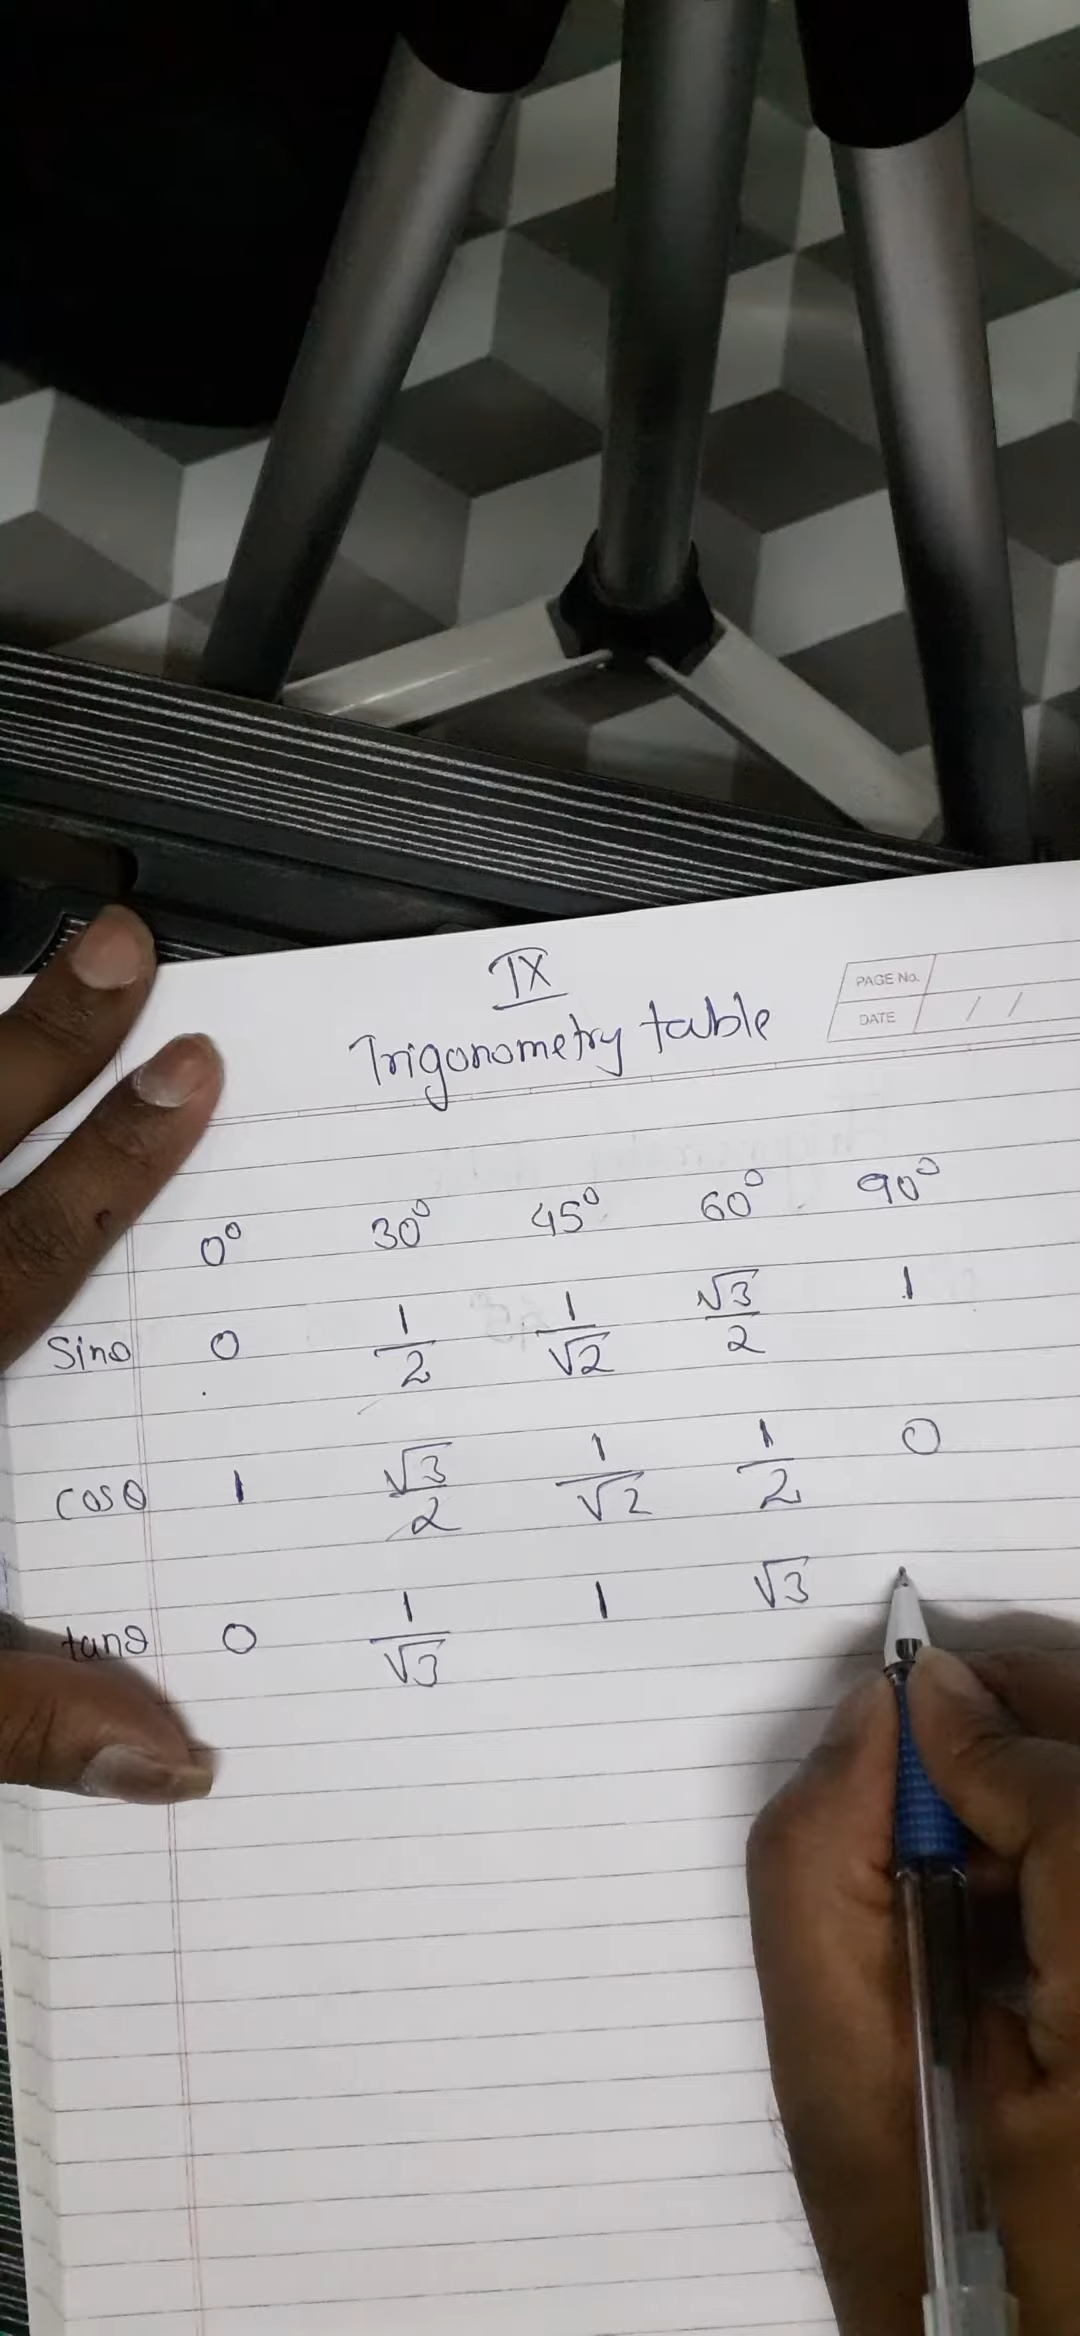 IX
Trigonometry table
PAGE No.
DATE / /
0° 30° 45° 60° 90°
Sinθ 0 1/2 1/√2 √3/2 1
cosθ 1 √3/2 1/√2 1/2 0
tanθ 0 1/√3 1 √3